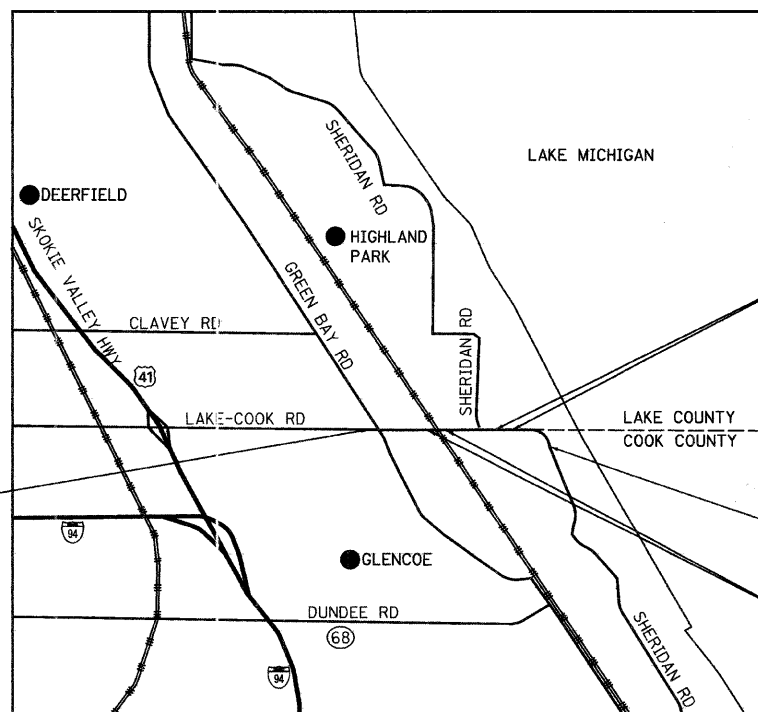 SHERIDAN RD
LAKE MICHIGAN
DEERFIELD
SKOKIE VALLEY HWY
HIGHLAND
PARK
GREEN BAY RD
CLAVEY RD
SHERIDAN RD
41
LAKE-COOK RD
LAKE COUNTY
COOK COUNTY
94
GLENCOE
DUNDEE RD
68
SHERIDAN RD
94